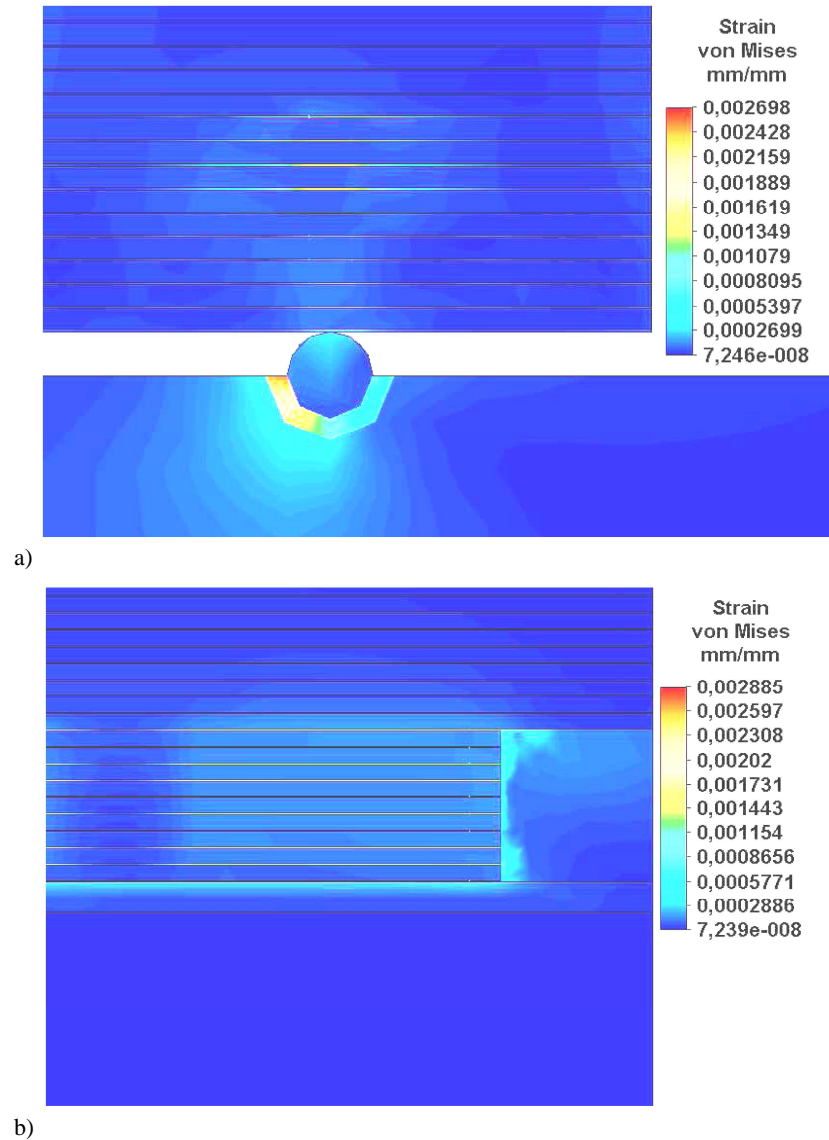 Strain
von Mises
mm/mm
0,002698
0,002428
0,002159
0,001889
0,001619
0,001349
0,001079
0,0008095
0,0005397
0,0002699
7,246e-008
a)
Strain
von Mises
mm/mm
0,002885
0,002597
0,002308
0,00202
0,001731
0,001443
0,001154
0,0008656
0,0005771
0,0002886
7,239e-008
b)